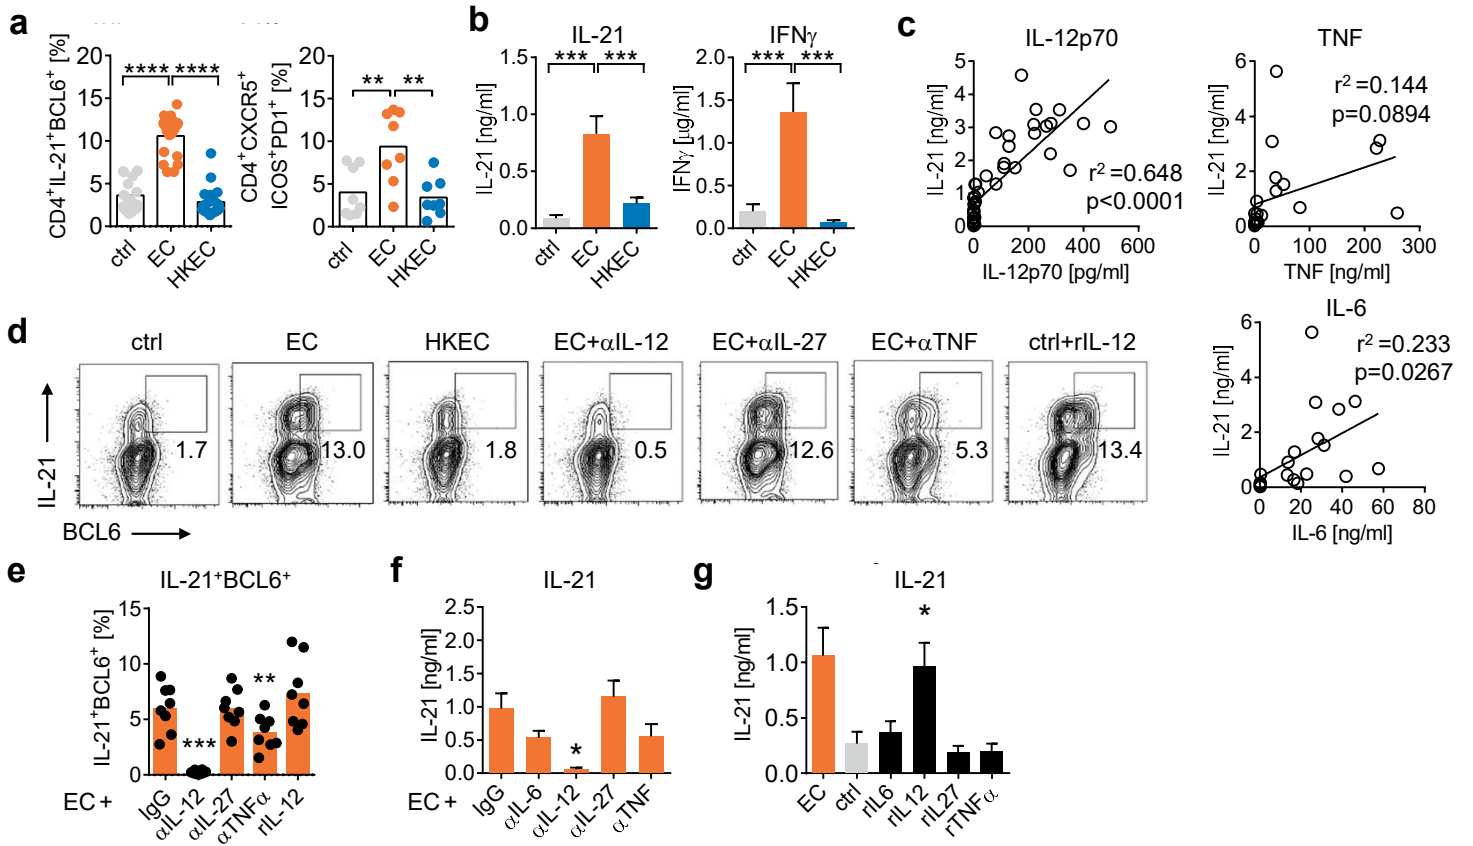 a
CD4⁺IL-21⁺BCL6⁺ [%]
20
15
10
5
0
****
****
ctrl
EC
HKEC
CD4⁺CXCR5⁺
ICOS⁺PD1⁺ [%]
20
15
10
5
0
**
**
ctrl
EC
HKEC
b
IL-21
IL-21 [ng/ml]
1.5
1.0
0.5
0.0
***
***
ctrl
EC
HKEC
IFNγ
IFNγ [μg/ml]
2.0
1.5
1.0
0.5
0.0
***
***
ctrl
EC
HKEC
c
IL-12p70
IL-21 [ng/ml]
5
4
3
2
1
0
r² =0.648
p<0.0001
0 200 400 600
IL-12p70 [pg/ml]
TNF
IL-21 [ng/ml]
6
4
2
0
r² =0.144
p=0.0894
0 100 200 300
TNF [ng/ml]
IL-6
IL-21 [ng/ml]
6
4
2
0
r² =0.233
p=0.0267
0 20 40 60 80
IL-6 [ng/ml]
d
ctrl EC HKEC EC+αIL-12 EC+αIL-27 EC+αTNF ctrl+rIL-12
1.7 13.0 1.8 0.5 12.6 5.3 13.4
IL-21
BCL6
e
IL-21⁺BCL6⁺
IL-21⁺BCL6⁺ [%]
15
10
5
0
***
**
EC +
IgG
αIL-12
αIL-27
αTNFα
rIL-12
f
IL-21
IL-21 [ng/ml]
2.5
2.0
1.5
1.0
0.5
0.0
*
EC +
IgG
αIL-6
αIL-12
αIL-27
αTNF
g
IL-21
IL-21 [ng/ml]
1.5
1.0
0.5
0.0
*
EC
ctrl
rIL6
rIL12
rIL27
rTNFα